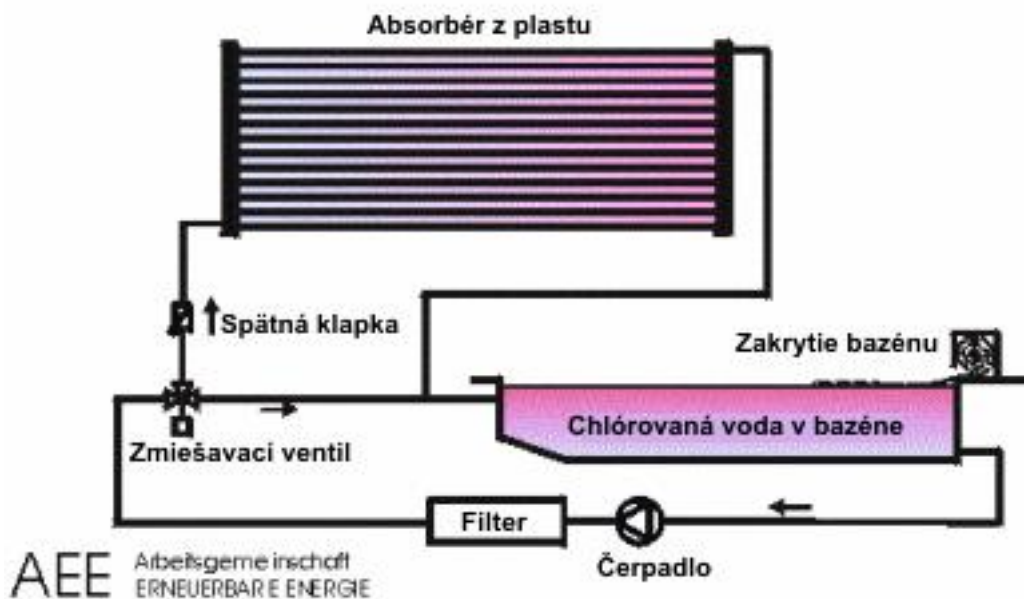 Absorbér z plastu
Spätná klapka
Zakrytie bazénu
Chlórovaná voda v bazéne
Zmiešavací ventil
Filter
Čerpadlo
AEE Arbeitsgemeinschaft
ERNEUERBARE ENERGIE